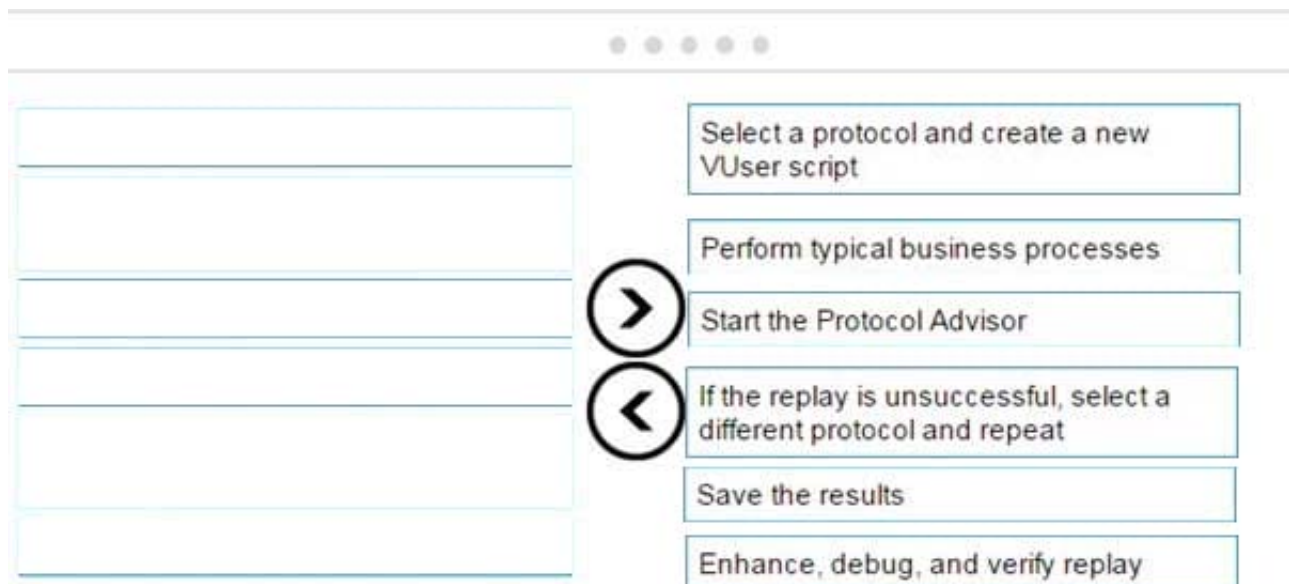 Select a protocol and create a new
VUser script
Perform typical business processes
Start the Protocol Advisor
If the replay is unsuccessful, select a
different protocol and repeat
Save the results
Enhance, debug, and verify replay